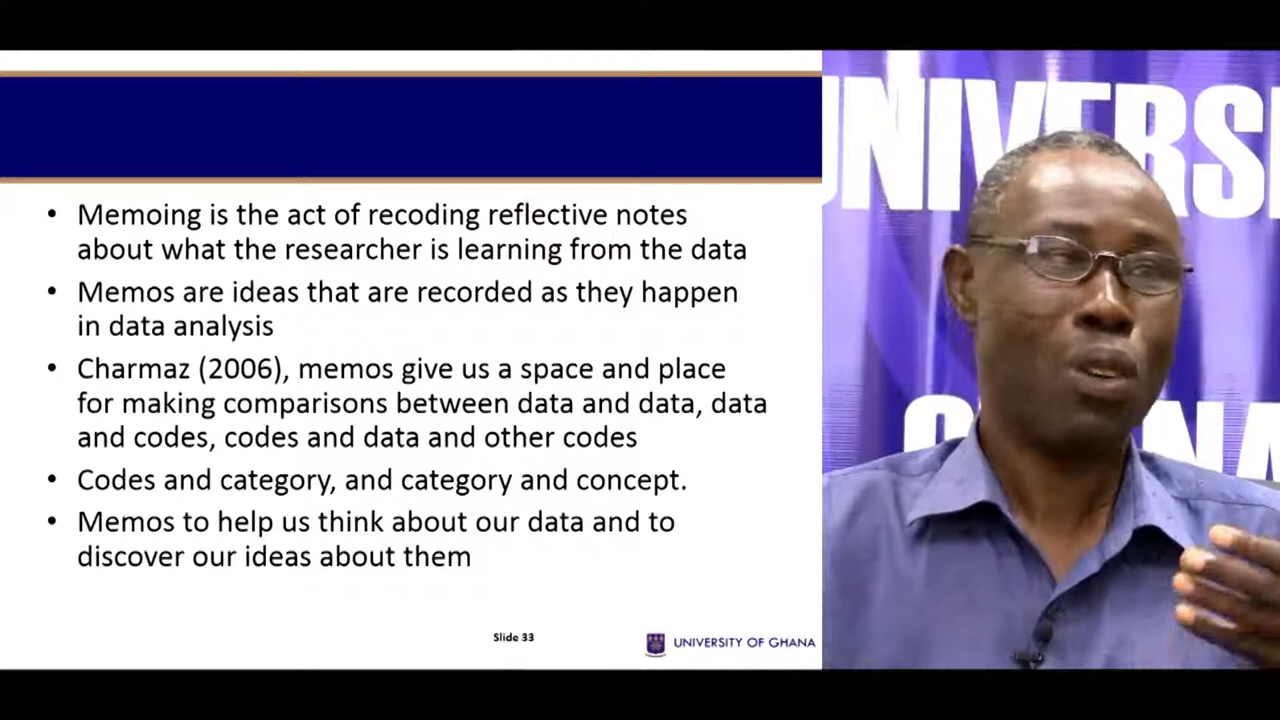 • Memoing is the act of recoding reflective notes
about what the researcher is learning from the data
• Memos are ideas that are recorded as they happen
in data analysis
• Charmaz (2006), memos give us a space and place
for making comparisons between data and data, data
and codes, codes and data and other codes
• Codes and category, and category and concept.
• Memos to help us think about our data and to
discover our ideas about them
Slide 33
UNIVERSITY OF GHANA
UNIVERSI